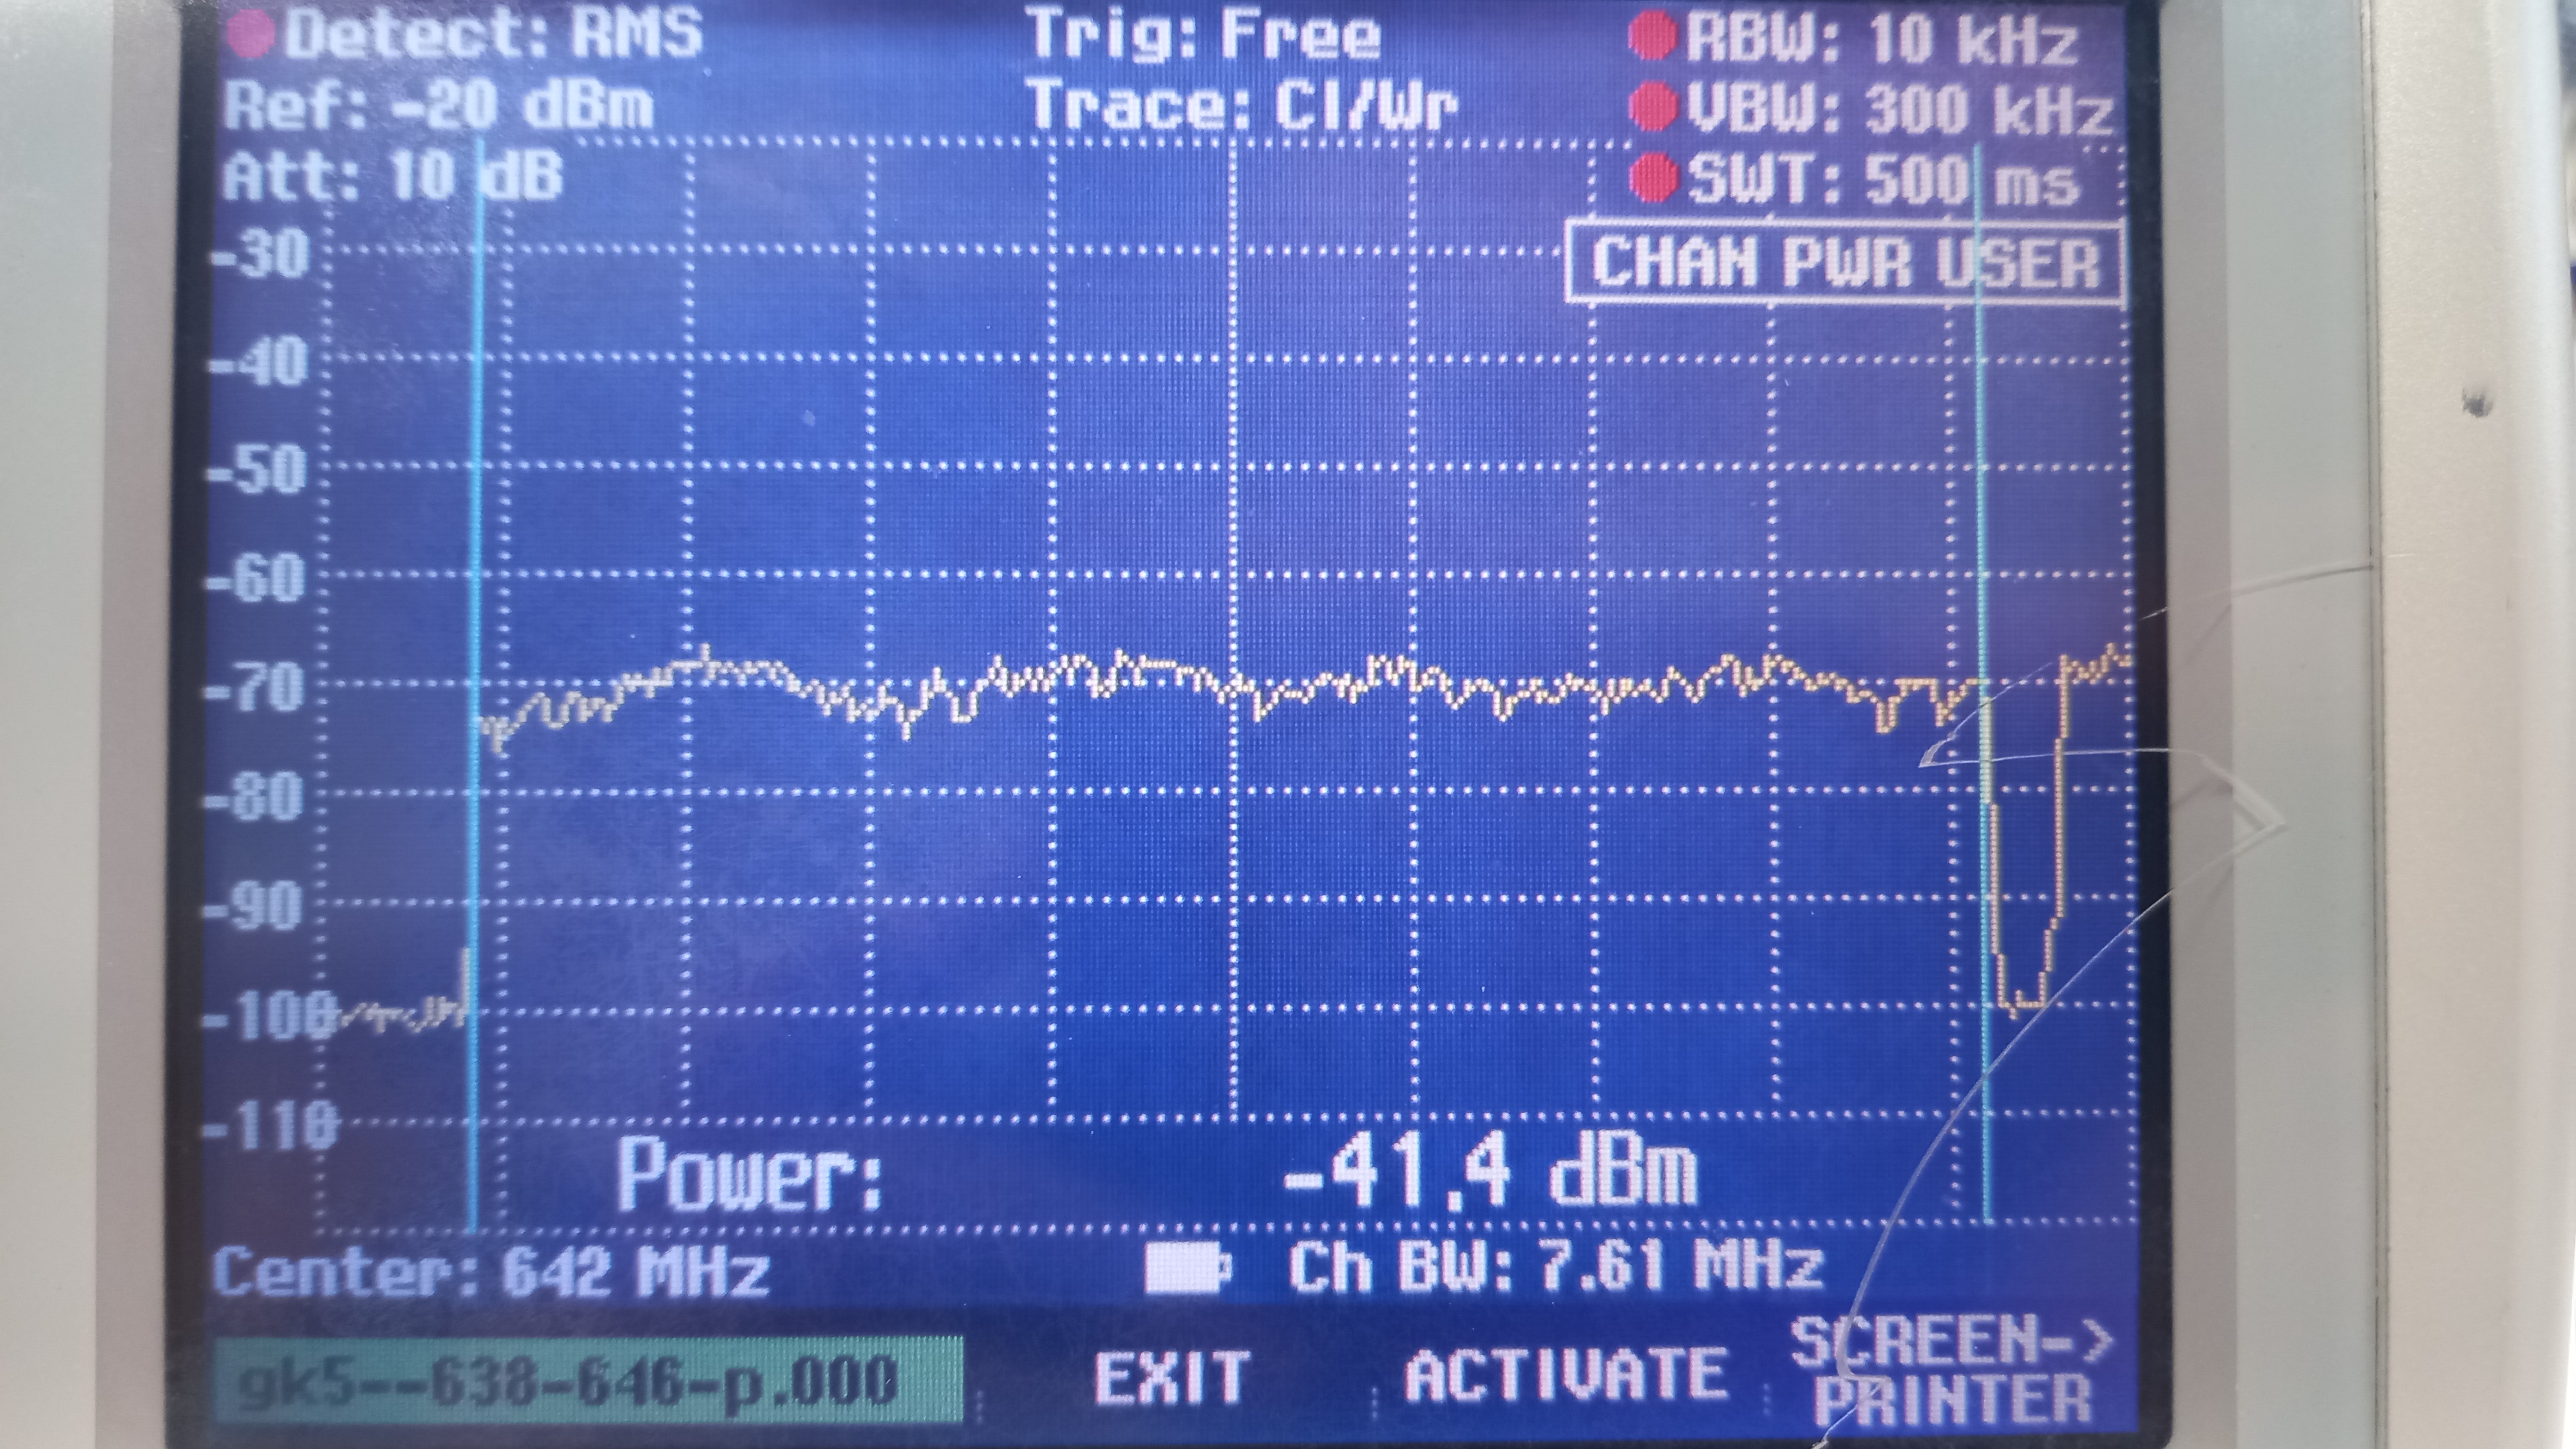 Detect: RMS Trig: Free RBW: 10 kHz
Ref: -20 dBm Trace: Cl/Wr VBW: 300 kHz
Att: 10 dB SWT: 500 ms
CHAN PWR USER
-30
-40
-50
-60
-70
-80
-90
-100
-110
Power: -41.4 dBm
Center: 642 MHz Ch BW: 7.61 MHz
gk5--638-646-p.000 EXIT ACTIVATE SCREEN->
PRINTER